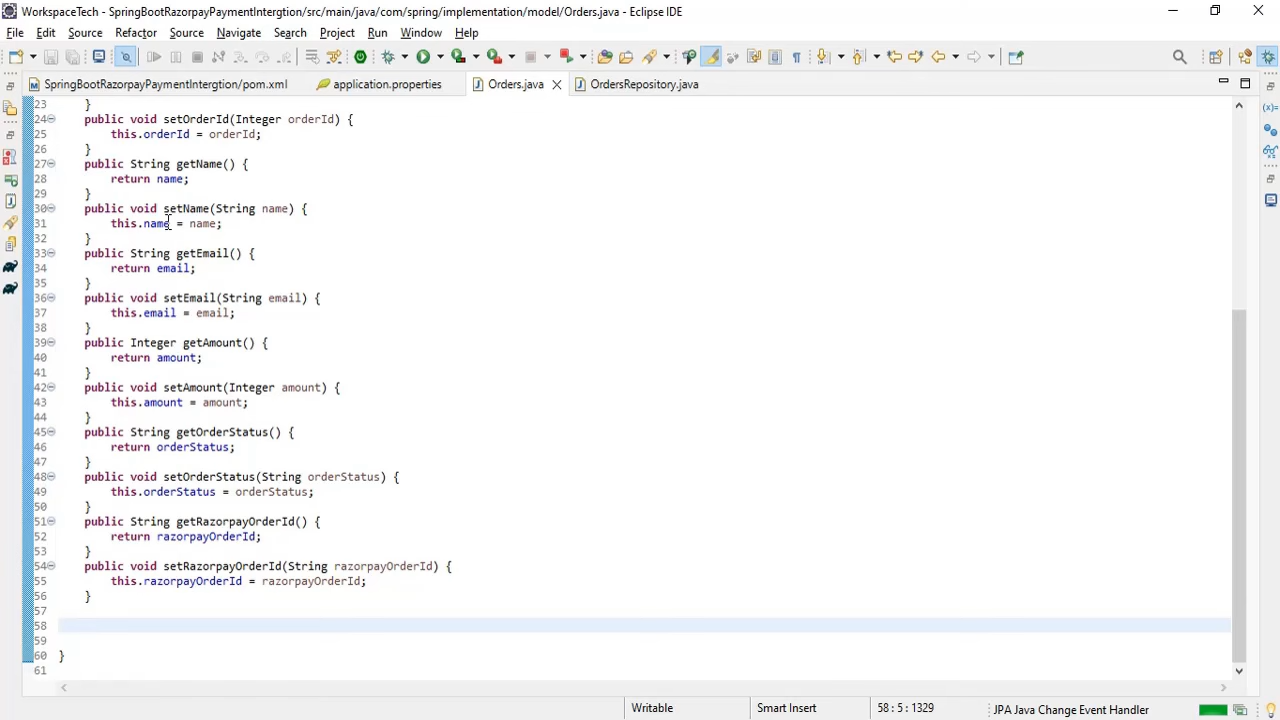 WorkspaceTech - SpringBootRazorpayPaymentIntergtion/src/main/java/com/spring/implementation/model/Orders.java - Eclipse IDE
File Edit Source Refactor Source Navigate Search Project Run Window Help
SpringBootRazorpayPaymentIntergtion/pom.xml application.properties Orders.java OrdersRepository.java
23 }
24 public void setOrderId(Integer orderId) {
25 this.orderId = orderId;
26 }
27 public String getName() {
28 return name;
29 }
30 public void setName(String name) {
31 this.name = name;
32 }
33 public String getEmail() {
34 return email;
35 }
36 public void setEmail(String email) {
37 this.email = email;
38 }
39 public Integer getAmount() {
40 return amount;
41 }
42 public void setAmount(Integer amount) {
43 this.amount = amount;
44 }
45 public String getOrderStatus() {
46 return orderStatus;
47 }
48 public void setOrderStatus(String orderStatus) {
49 this.orderStatus = orderStatus;
50 }
51 public String getRazorpayOrderId() {
52 return razorpayOrderId;
53 }
54 public void setRazorpayOrderId(String razorpayOrderId) {
55 this.razorpayOrderId = razorpayOrderId;
56 }
57
58
59
60 }
61
Writable Smart Insert 58 : 5 : 1329 JPA Java Change Event Handler